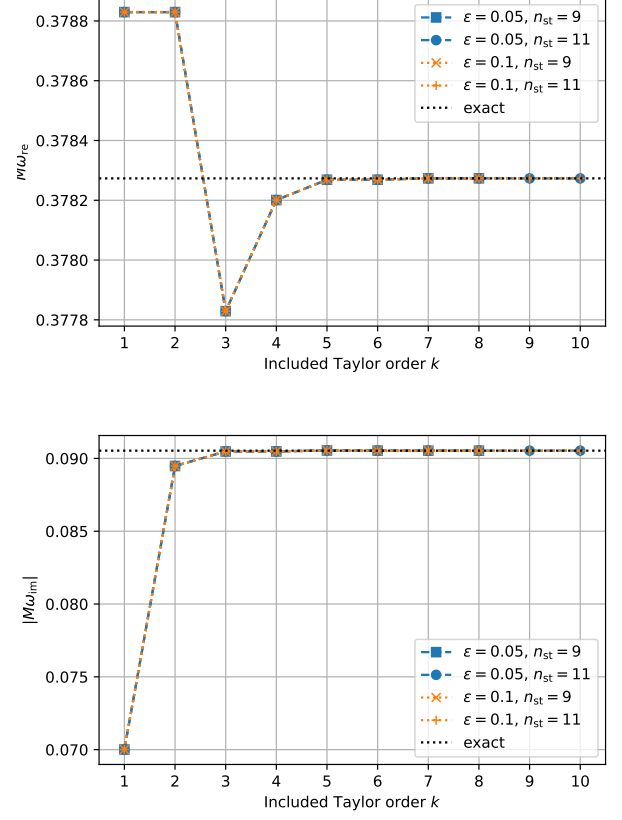 0.3788
0.3786
0.3784
0.3782
0.3780
0.3778
Mω_re
ε = 0.05, n_st = 9
ε = 0.05, n_st = 11
ε = 0.1, n_st = 9
ε = 0.1, n_st = 11
exact
1 2 3 4 5 6 7 8 9 10
Included Taylor order k
0.090
0.085
0.080
0.075
0.070
|Mω_im|
ε = 0.05, n_st = 9
ε = 0.05, n_st = 11
ε = 0.1, n_st = 9
ε = 0.1, n_st = 11
exact
1 2 3 4 5 6 7 8 9 10
Included Taylor order k